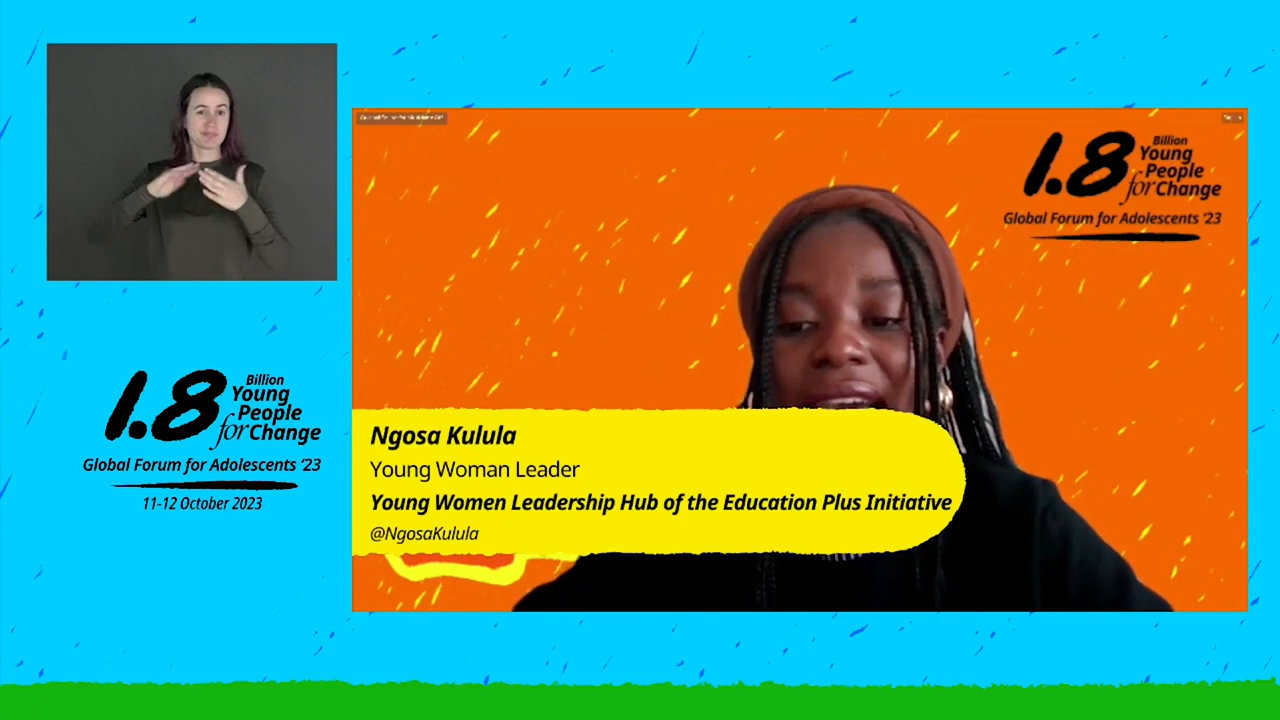 1.8 Billion
Young
People
for Change
Global Forum for Adolescents ‘23
11-12 October 2023
1.8 Billion
Young
People
for Change
Global Forum for Adolescents ‘23
Ngosa Kulula
Young Woman Leader
Young Women Leadership Hub of the Education Plus Initiative
@NgosaKulula